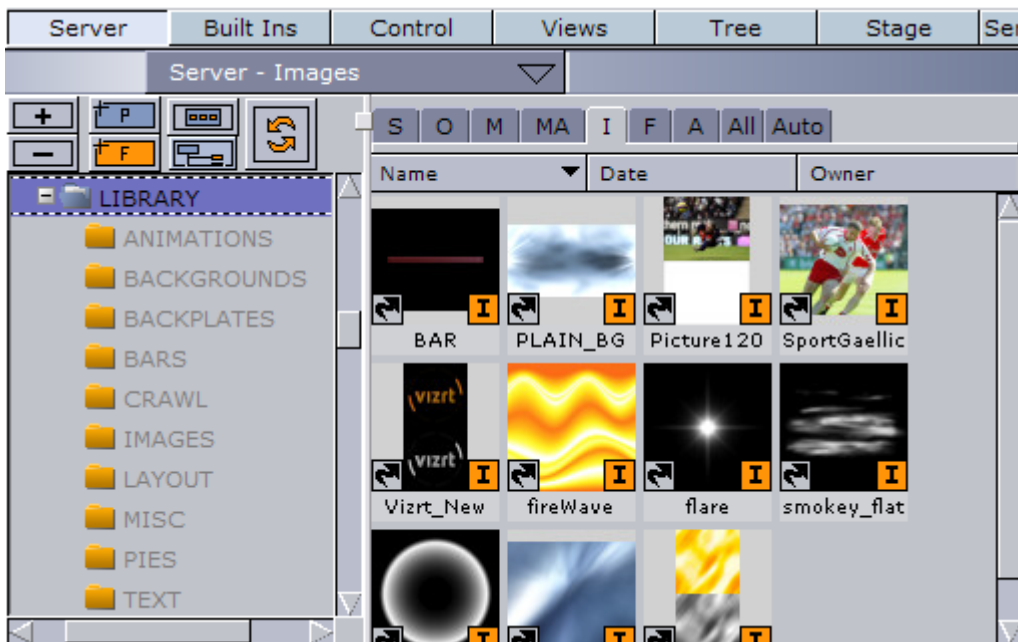 Server Built Ins Control Views Tree Stage Ser
Server - Images
+ P
- F
S O M MA I F A All Auto
Name Date Owner
LIBRARY
ANIMATIONS
BACKGROUNDS
BACKPLATES
BARS
CRAWL
IMAGES
LAYOUT
MISC
PIES
TEXT
I I I I
BAR PLAIN_BG Picture120 SportGaellic
vizrt
vizrt
I I I I
Vizrt_New fireWave flare smokey_flat
I I I